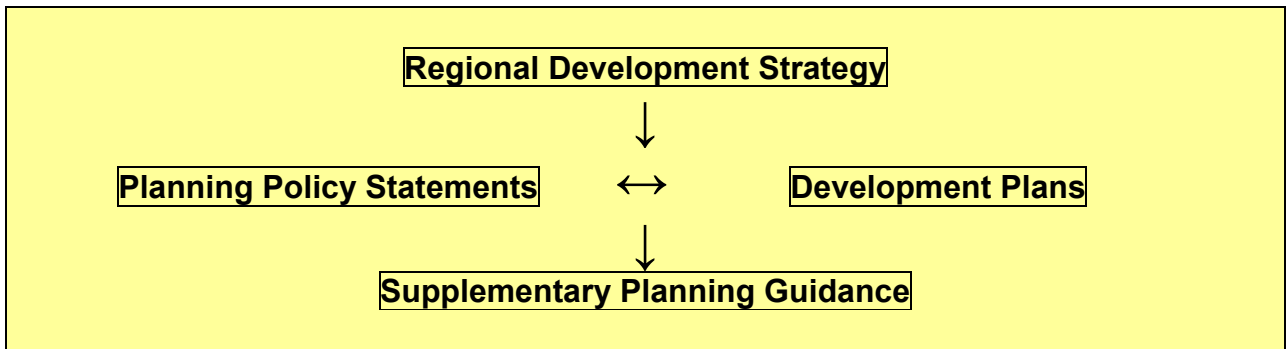 Regional Development Strategy
↓
Planning Policy Statements ↔ Development Plans
↓
Supplementary Planning Guidance